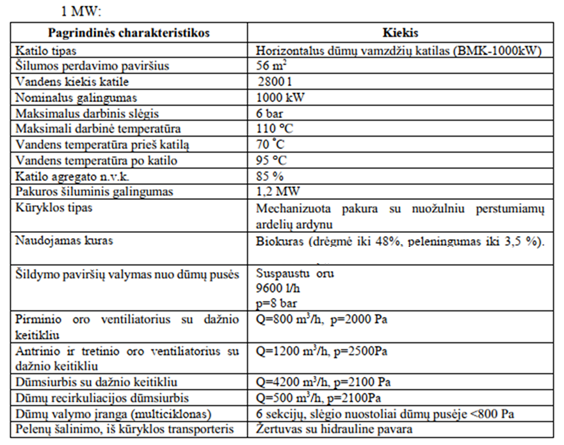 1 MW:
Pagrindinės charakteristikos Kiekis
Katilo tipas Horizontalus dūmų vamzdžių katilas (BMK-1000kW)
Šilumos perdavimo paviršius 56 m²
Vandens kiekis katile 2800 l
Nominalus galingumas 1000 kW
Maksimalus darbinis slėgis 6 bar
Maksimali darbinė temperatūra 110 °C
Vandens temperatūra prieš katilą 70 °C
Vandens temperatūra po katilo 95 °C
Katilo agregato n.v.k. 85 %
Pakuros šiluminis galingumas 1,2 MW
Kūryklos tipas Mechanizuota pakura su nuožulniu perstumiamų
ardelių ardynu
Naudojamas kuras Biokuras (drėgmė iki 48%, peleningumas iki 3,5 %).
Šildymo paviršių valymas nuo dūmų pusės Suspaustu oru
9600 l/h
p=8 bar
Pirminio oro ventiliatorius su dažnio Q=800 m³/h, p=2000 Pa
keitikliu
Antrinio ir tretinio oro ventiliatorius su Q=1200 m³/h, p=2500Pa
dažnio keitikliu
Dūmsiurbis su dažnio keitikliu Q=4200 m³/h, p=2100 Pa
Dūmų recirkuliacijos dūmsiurbis Q=500 m³/h, p=2100Pa
Dūmų valymo įranga (multiciklonas) 6 sekcijų, slėgio nuostoliai dūmų pusėje <800 Pa
Pelenų šalinimo, iš kūryklos transporteris Žertuvas su hidrauline pavara